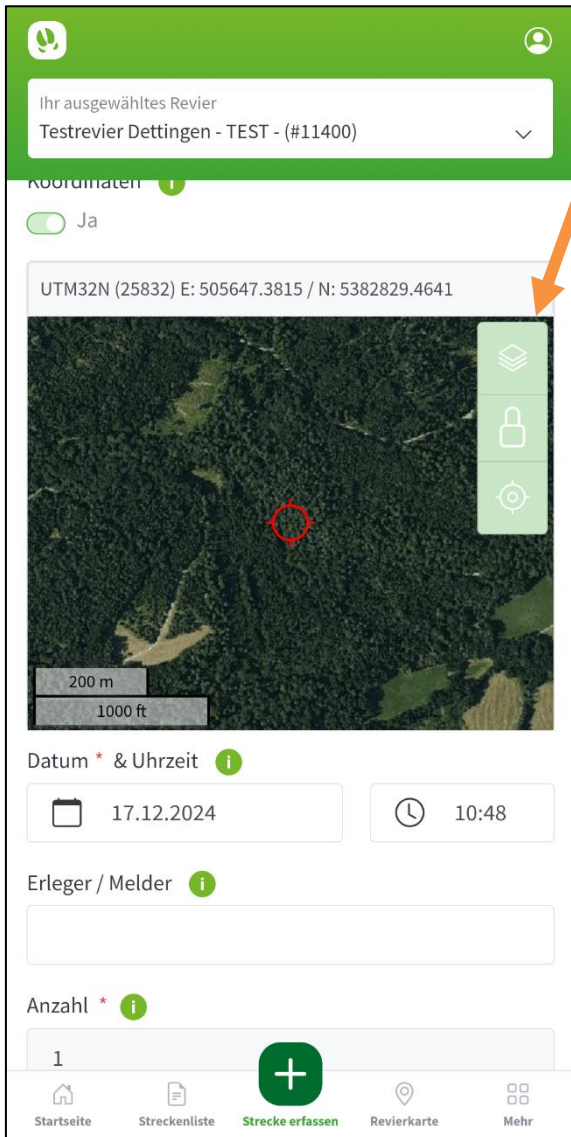 Ihr ausgewähltes Revier
Testrevier Dettingen - TEST - (#11400)
Koordinaten i
Ja
UTM32N (25832) E: 505647.3815 / N: 5382829.4641
200 m
1000 ft
Datum * & Uhrzeit i
17.12.2024 10:48
Erleger / Melder i
Anzahl * i
1
Startseite Streckenliste Strecke erfassen Revierkarte Mehr